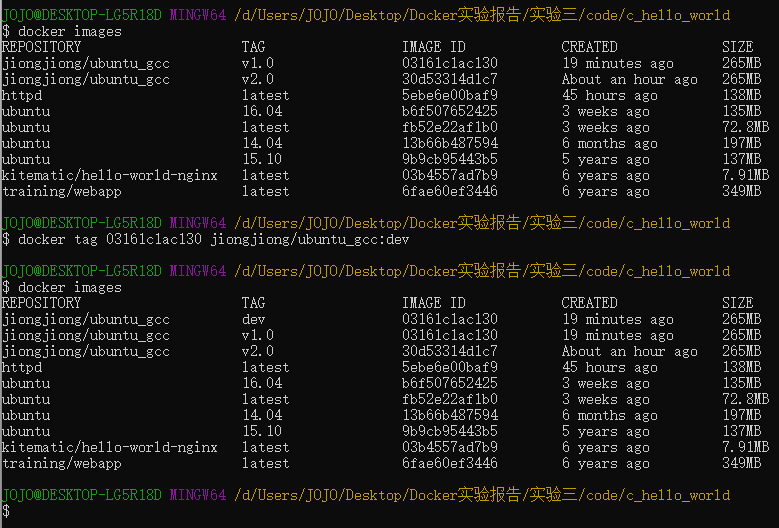 JOJO@DESKTOP-LG5R18D MINGW64 /d/Users/JOJO/Desktop/Docker实验报告/实验三/code/c_hello_world
$ docker images
REPOSITORY TAG IMAGE ID CREATED SIZE
jiongjiong/ubuntu_gcc v1.0 03161c1ac130 19 minutes ago 265MB
jiongjiong/ubuntu_gcc v2.0 30d53314d1c7 About an hour ago 265MB
httpd latest 5ebe6e00baf9 45 hours ago 138MB
ubuntu 16.04 b6f507652425 3 weeks ago 135MB
ubuntu latest fb52e22af1b0 3 weeks ago 72.8MB
ubuntu 14.04 13b66b487594 6 months ago 197MB
ubuntu 15.10 9b9cb95443b5 5 years ago 137MB
kitematic/hello-world-nginx latest 03b4557ad7b9 6 years ago 7.91MB
training/webapp latest 6fae60ef3446 6 years ago 349MB
JOJO@DESKTOP-LG5R18D MINGW64 /d/Users/JOJO/Desktop/Docker实验报告/实验三/code/c_hello_world
$ docker tag 03161c1ac130 jiongjiong/ubuntu_gcc:dev
JOJO@DESKTOP-LG5R18D MINGW64 /d/Users/JOJO/Desktop/Docker实验报告/实验三/code/c_hello_world
$ docker images
REPOSITORY TAG IMAGE ID CREATED SIZE
jiongjiong/ubuntu_gcc dev 03161c1ac130 19 minutes ago 265MB
jiongjiong/ubuntu_gcc v1.0 03161c1ac130 19 minutes ago 265MB
jiongjiong/ubuntu_gcc v2.0 30d53314d1c7 About an hour ago 265MB
httpd latest 5ebe6e00baf9 45 hours ago 138MB
ubuntu 16.04 b6f507652425 3 weeks ago 135MB
ubuntu latest fb52e22af1b0 3 weeks ago 72.8MB
ubuntu 14.04 13b66b487594 6 months ago 197MB
ubuntu 15.10 9b9cb95443b5 5 years ago 137MB
kitematic/hello-world-nginx latest 03b4557ad7b9 6 years ago 7.91MB
training/webapp latest 6fae60ef3446 6 years ago 349MB
JOJO@DESKTOP-LG5R18D MINGW64 /d/Users/JOJO/Desktop/Docker实验报告/实验三/code/c_hello_world
$